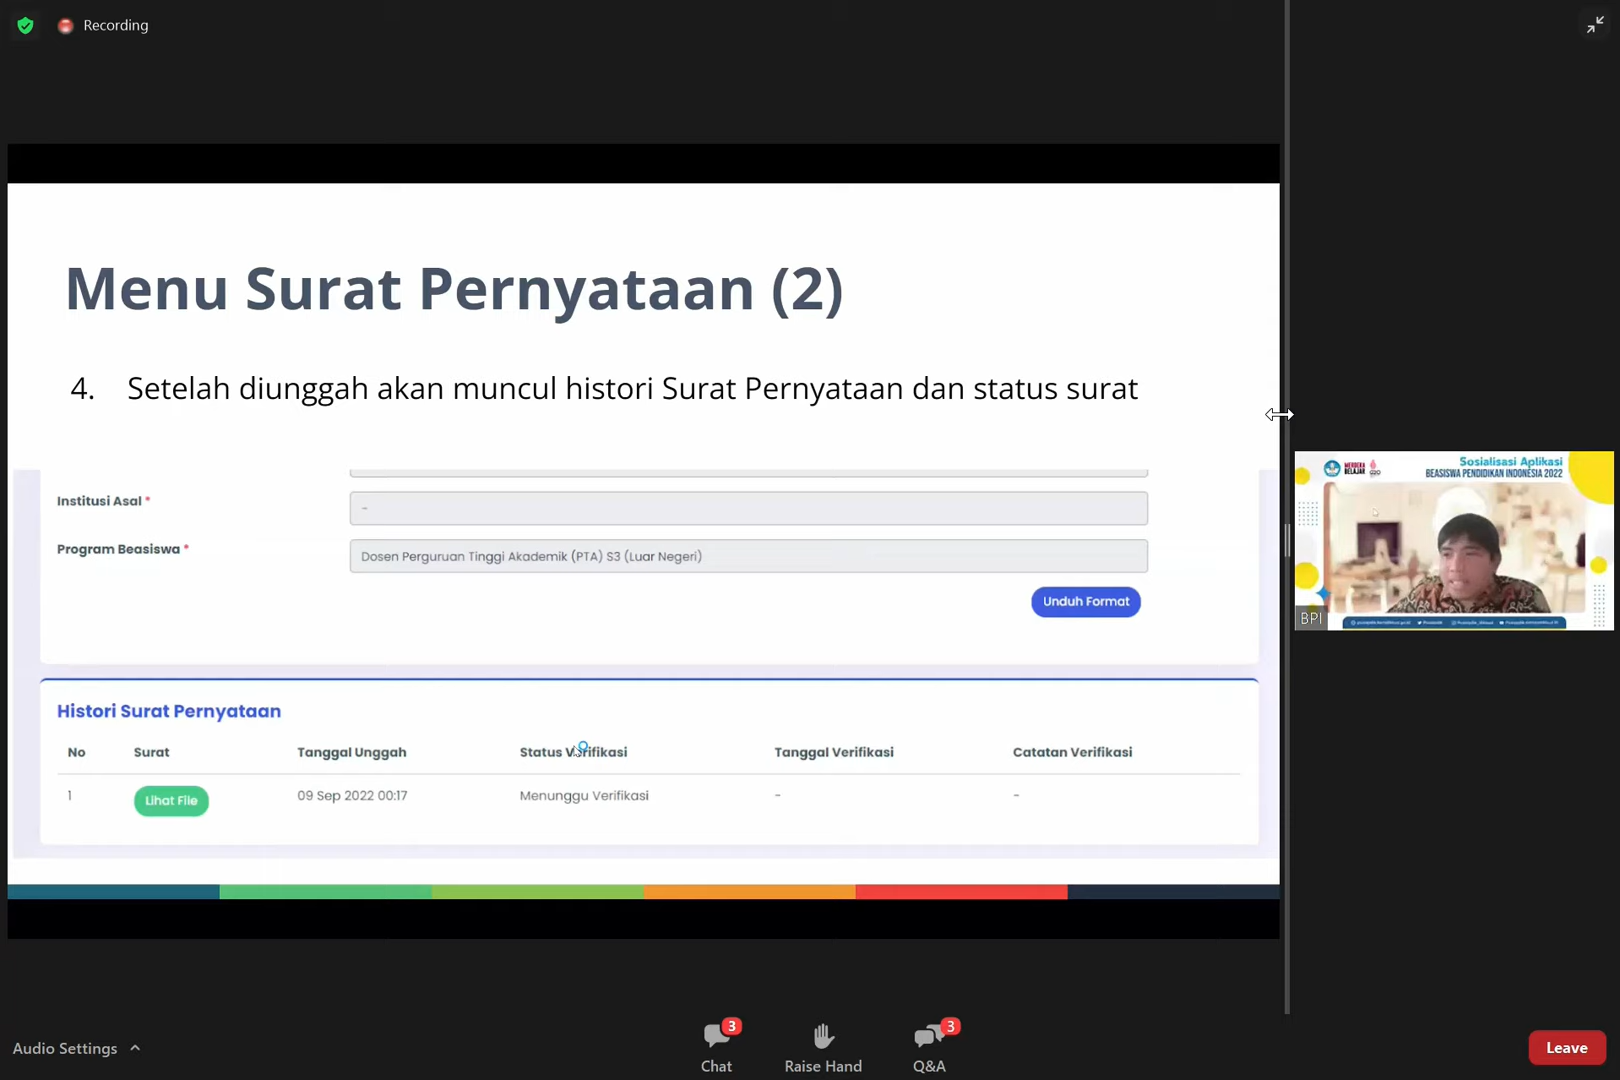 Recording
Menu Surat Pernyataan (2)
4. Setelah diunggah akan muncul histori Surat Pernyataan dan status surat
Institusi Asal *
-
Program Beasiswa *
Dosen Perguruan Tinggi Akademik (PTA) S3 (Luar Negeri)
Unduh Format
Histori Surat Pernyataan
No Surat Tanggal Unggah Status Verifikasi Tanggal Verifikasi Catatan Verifikasi
1 Lihat File 09 Sep 2022 00:17 Menunggu Verifikasi - -
MERDEKA BELAJAR
Sosialisasi Aplikasi
BEASISWA PENDIDIKAN INDONESIA 2022
BPI
Audio Settings
3
Chat
Raise Hand
3
Q&A
Leave